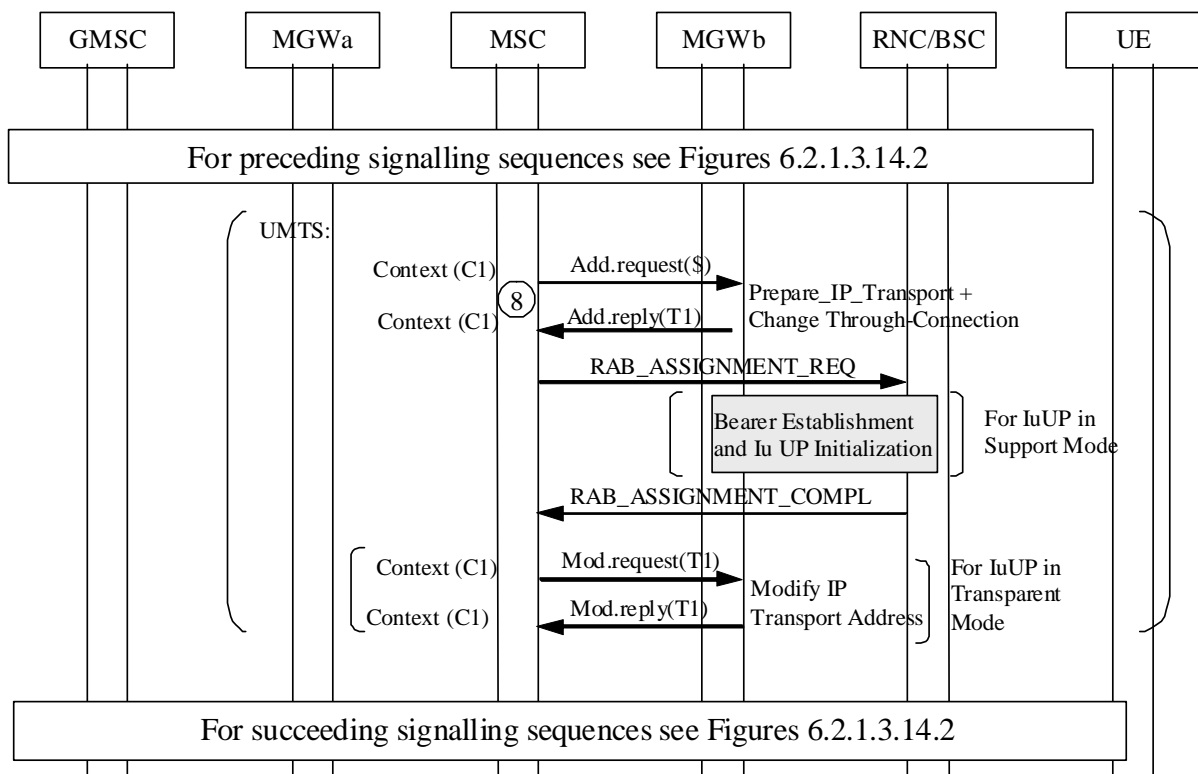 GMSC
MGWa
MSC
MGWb
RNC/BSC
UE
For preceding signalling sequences see Figures 6.2.1.3.14.2
UMTS:
Context (C1)
Add.request($)
8
Prepare_IP_Transport +
Change Through-Connection
Context (C1)
Add.reply(T1)
RAB_ASSIGNMENT_REQ
Bearer Establishment
and Iu UP Initialization
For IuUP in
Support Mode
RAB_ASSIGNMENT_COMPL
Context (C1)
Mod.request(T1)
Modify IP
Transport Address
For IuUP in
Transparent
Mode
Context (C1)
Mod.reply(T1)
For succeeding signalling sequences see Figures 6.2.1.3.14.2